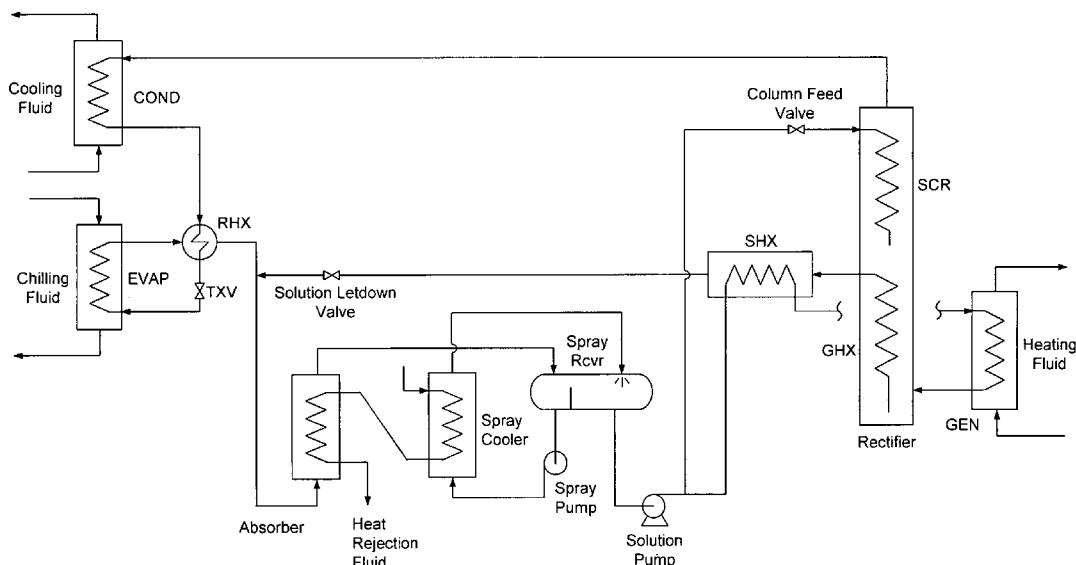 Cooling
Fluid
COND
Column Feed
Valve
SCR
RHX
SHX
EVAP
Chilling
Fluid
TXV
Solution Letdown
Valve
GHX
Heating
Fluid
Spray
Rcvr
Spray
Cooler
GEN
Rectifier
Spray
Pump
Absorber
Heat
Rejection
Fluid
Solution
Pump